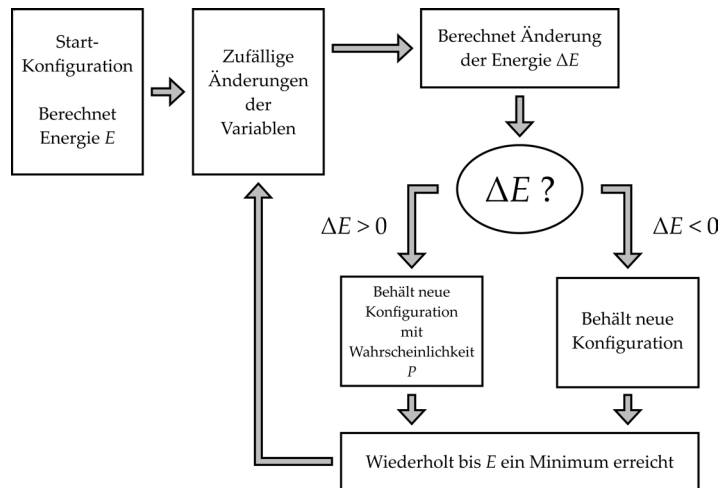 Start-
Konfiguration
Berechnet
Energie E
Zufällige
Änderungen
der
Variablen
Berechnet Änderung
der Energie ΔE
ΔE ?
ΔE > 0
ΔE < 0
Behält neue
Konfiguration
mit
Wahrscheinlichkeit
P
Behält neue
Konfiguration
Wiederholt bis E ein Minimum erreicht